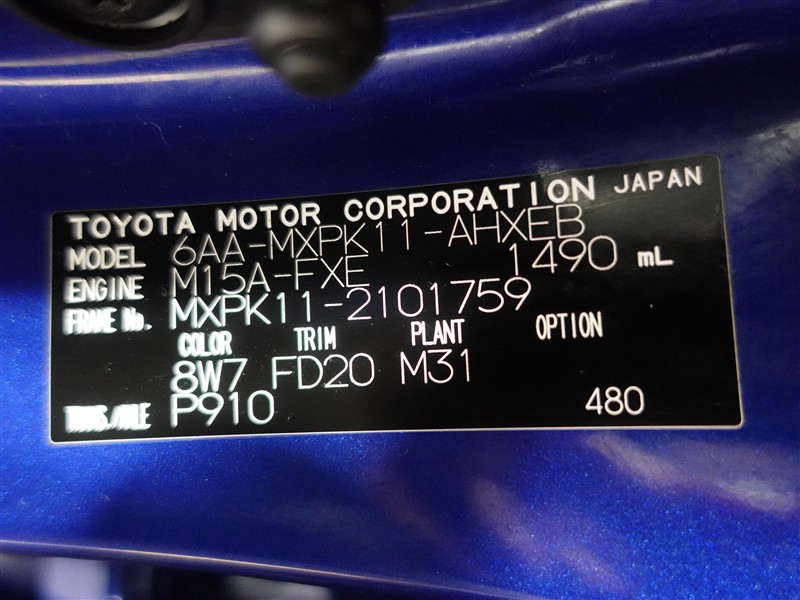 TOYOTA MOTOR CORPORATION JAPAN
MODEL 6AA-MXPK11-AHXEB
ENGINE M15A-FXE 1490 mL
FRAME No. MXPK11-2101759
COLOR TRIM PLANT OPTION
8W7 FD20 M31
TRANS./AXLE P910 480